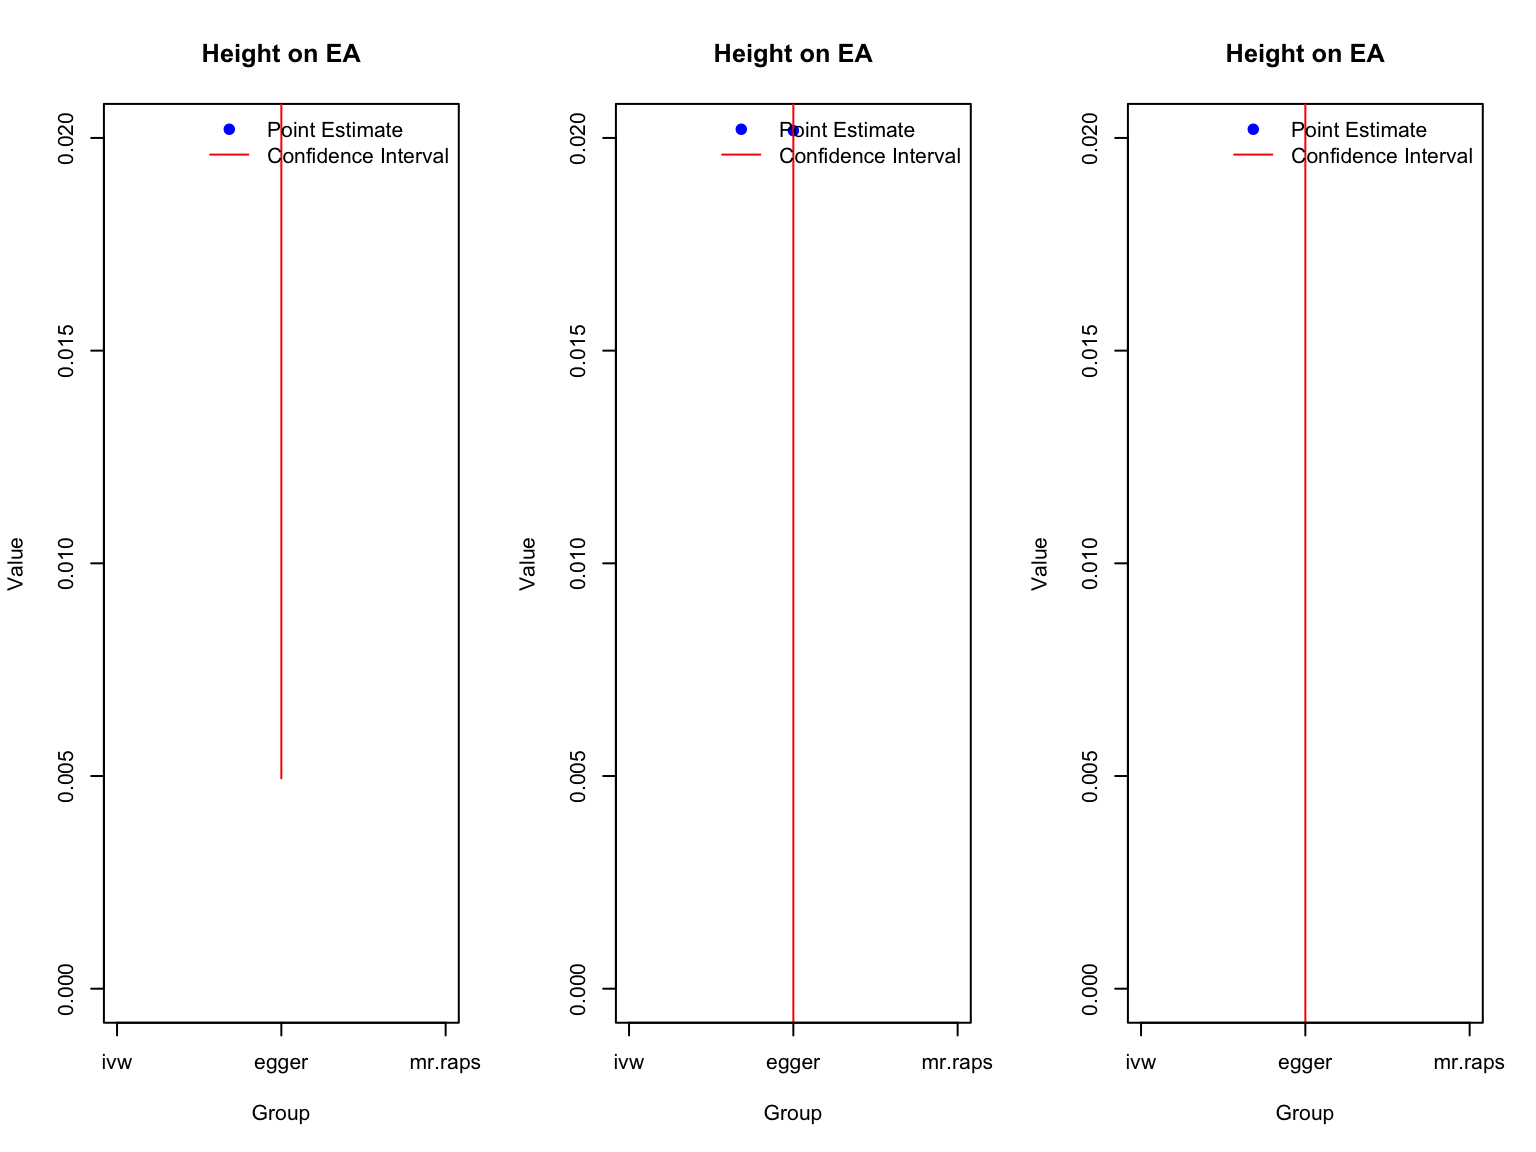 Height on EA
Point Estimate
Confidence Interval
Value
0.020
0.015
0.010
0.005
0.000
ivw
egger
mr.raps
Group
Height on EA
Point Estimate
Confidence Interval
Value
0.020
0.015
0.010
0.005
0.000
ivw
egger
mr.raps
Group
Height on EA
Point Estimate
Confidence Interval
Value
0.020
0.015
0.010
0.005
0.000
ivw
egger
mr.raps
Group